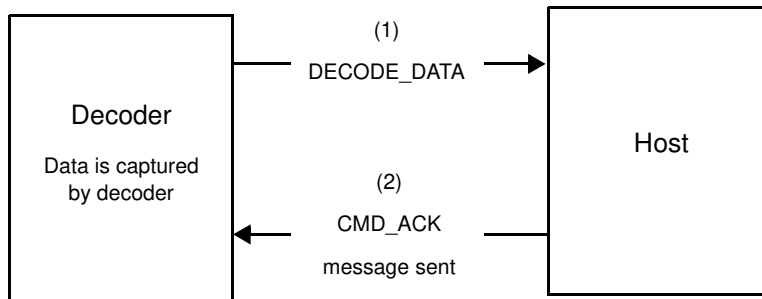 Decoder
Data is captured
by decoder
(1)
DECODE_DATA
(2)
CMD_ACK
message sent
Host